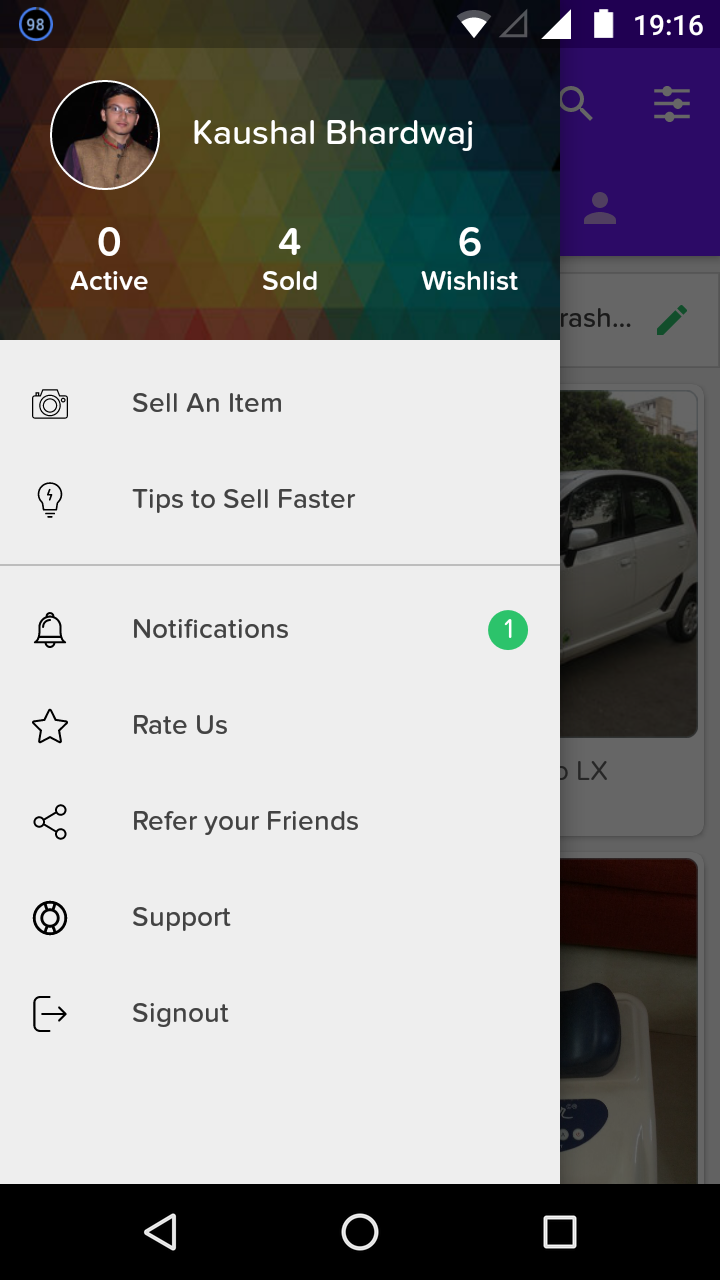 98
19:16
Kaushal Bhardwaj
0 4 6
Active Sold Wishlist
rash...
Sell An Item
Tips to Sell Faster
Notifications 1
Rate Us
LX
Refer your Friends
Support
Signout